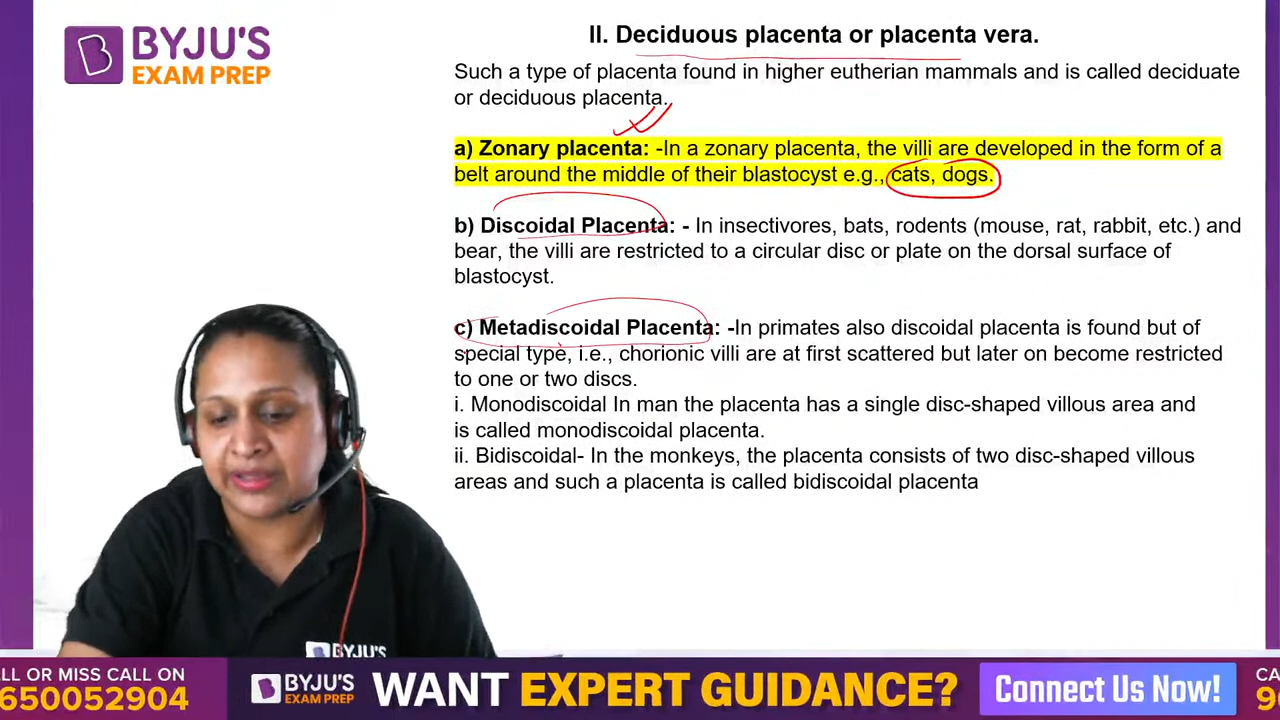 BYJU'S
EXAM PREP
II. Deciduous placenta or placenta vera.
Such a type of placenta found in higher eutherian mammals and is called deciduate
or deciduous placenta.
a) Zonary placenta: -In a zonary placenta, the villi are developed in the form of a
belt around the middle of their blastocyst e.g., cats, dogs.
b) Discoidal Placenta: - In insectivores, bats, rodents (mouse, rat, rabbit, etc.) and
bear, the villi are restricted to a circular disc or plate on the dorsal surface of
blastocyst.
c) Metadiscoidal Placenta: -In primates also discoidal placenta is found but of
special type, i.e., chorionic villi are at first scattered but later on become restricted
to one or two discs.
i. Monodiscoidal In man the placenta has a single disc-shaped villous area and
is called monodiscoidal placenta.
ii. Bidiscoidal- In the monkeys, the placenta consists of two disc-shaped villous
areas and such a placenta is called bidiscoidal placenta
BYJU'S
LL OR MISS CALL ON
650052904
BYJU'S
EXAM PREP
WANT EXPERT GUIDANCE?
Connect Us Now!
CA
9